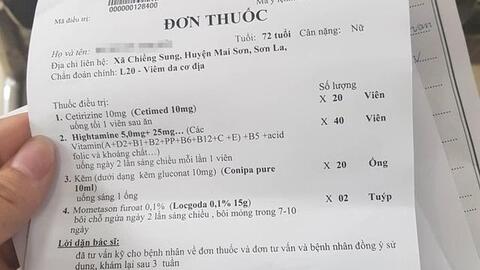 Mã điều trị:
000000128400
ĐƠN THUỐC
Họ và tên:
Tuổi: 72 tuổi Cân nặng: Nữ
Địa chỉ liên hệ: Xã Chiềng Sung, Huyện Mai Sơn, Sơn La,
Chẩn đoán chính: L20 - Viêm da cơ địa
Thuốc điều trị:
Số lượng
1. Cetirizine 10mg (Cetimed 10mg) X 20 Viên
uống tối 1 viên sau ăn
2. Hightamine 5,0mg+ 25mg… (Các X 40 Viên
Vitamin(A+D2+B1+B2+PP+B6+B12+C +E) +B5 +acid
folic và khoáng chất…)
uống ngày 2 lần sáng chiều mỗi lần 1 viên
3. Kẽm (dưới dạng kẽm gluconat 10mg) (Conipa pure X 20 Ống
10ml)
uống sáng 1 ống
4. Mometason furoat 0,1% (Locgoda 0,1% 15g) X 02 Tuýp
bôi chỗ ngứa ngày 2 lần sáng chiều , bôi mỏng trong 7-10
ngày
Lời dặn bác sĩ:
đã tư vấn kỹ cho bệnh nhân về đơn thuốc và đơn tư vấn và bệnh nhân đồng ý sử
dụng, khám lại sau 3 tuần